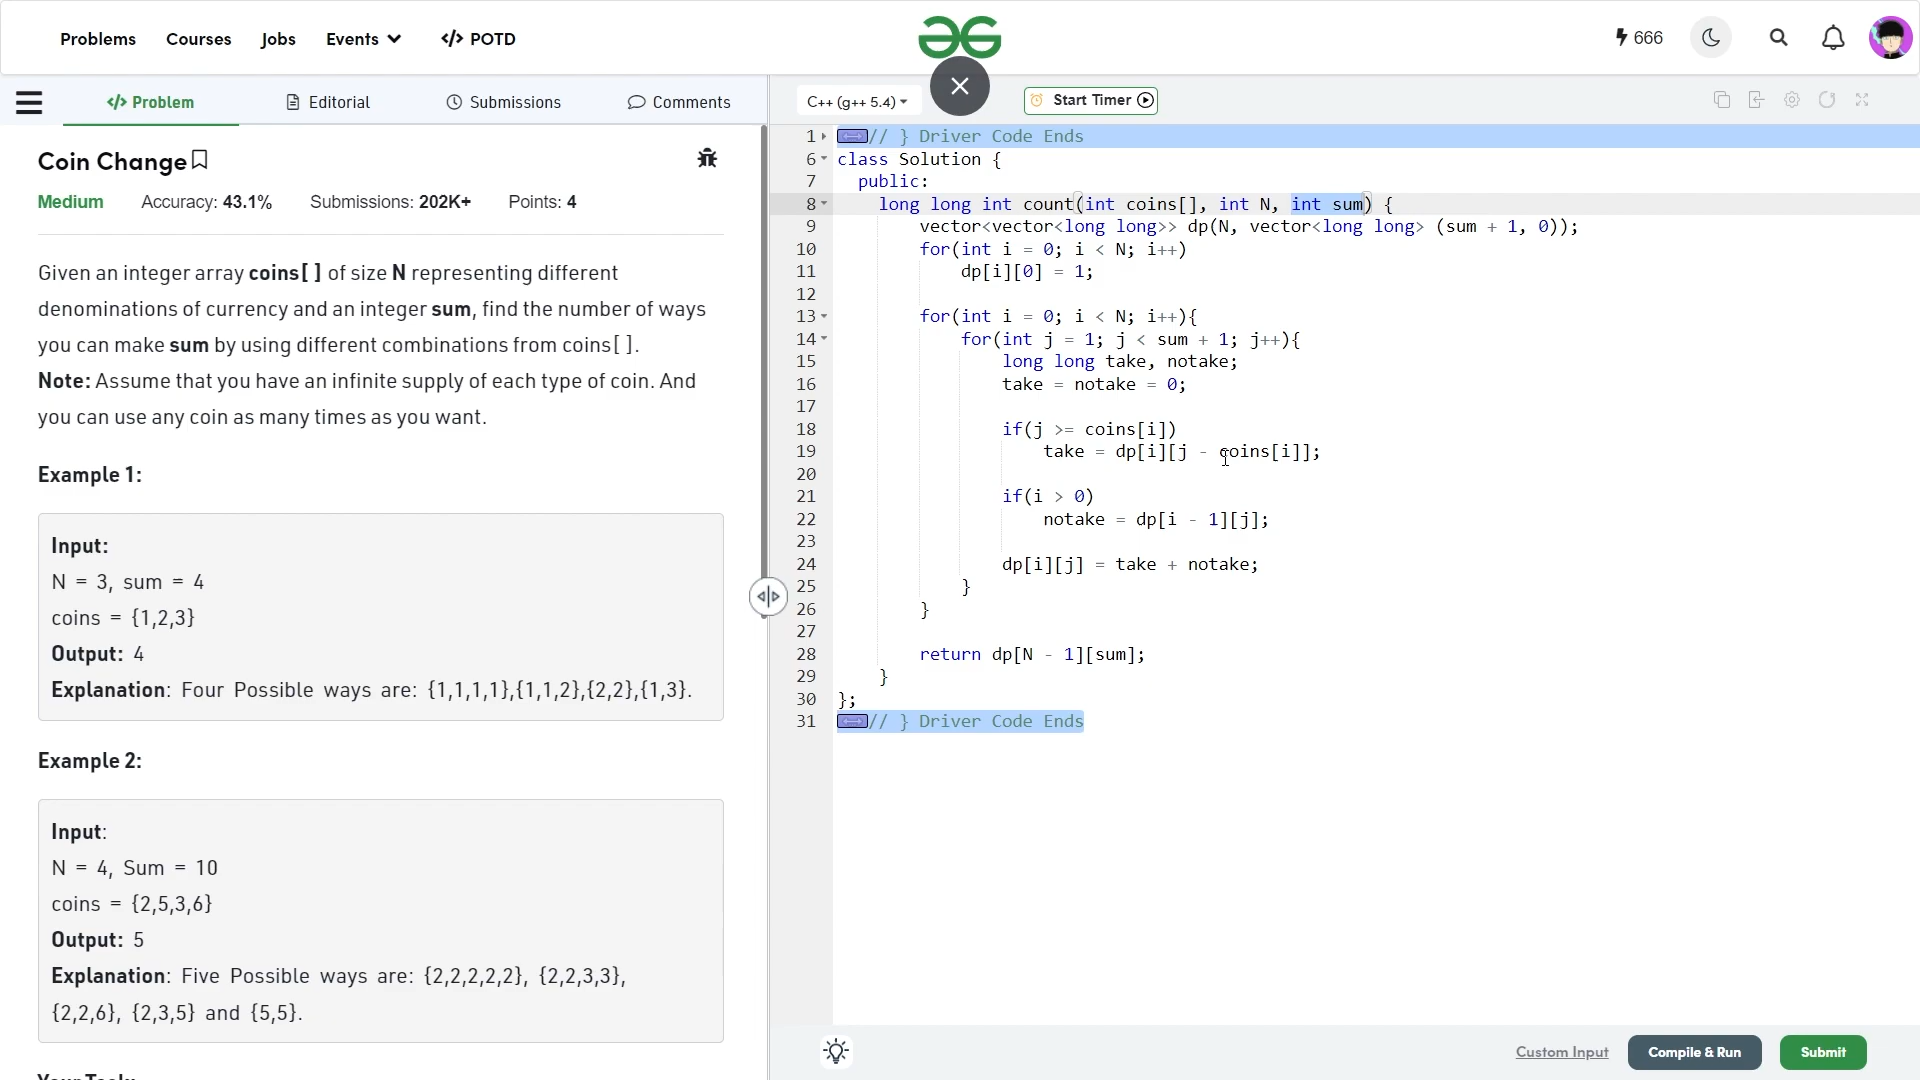 Problems Courses Jobs Events POTD
666
Problem Editorial Submissions Comments
C++ (g++ 5.4) Start Timer
Coin Change
Medium Accuracy: 43.1% Submissions: 202K+ Points: 4
Given an integer array coins[ ] of size N representing different
denominations of currency and an integer sum, find the number of ways
you can make sum by using different combinations from coins[ ].
Note: Assume that you have an infinite supply of each type of coin. And
you can use any coin as many times as you want.
Example 1:
Input:
N = 3, sum = 4
coins = {1,2,3}
Output: 4
Explanation: Four Possible ways are: {1,1,1,1},{1,1,2},{2,2},{1,3}.
Example 2:
Input:
N = 4, Sum = 10
coins = {2,5,3,6}
Output: 5
Explanation: Five Possible ways are: {2,2,2,2,2}, {2,2,3,3},
{2,2,6}, {2,3,5} and {5,5}.
1 // } Driver Code Ends
6 class Solution {
7 public:
8 long long int count(int coins[], int N, int sum) {
9 vector<vector<long long>> dp(N, vector<long long> (sum + 1, 0));
10 for(int i = 0; i < N; i++)
11 dp[i][0] = 1;
12
13 for(int i = 0; i < N; i++){
14 for(int j = 1; j < sum + 1; j++){
15 long long take, notake;
16 take = notake = 0;
17
18 if(j >= coins[i])
19 take = dp[i][j - coins[i]];
20
21 if(i > 0)
22 notake = dp[i - 1][j];
23
24 dp[i][j] = take + notake;
25 }
26 }
27
28 return dp[N - 1][sum];
29 }
30 };
31 // } Driver Code Ends
Custom Input Compile & Run Submit